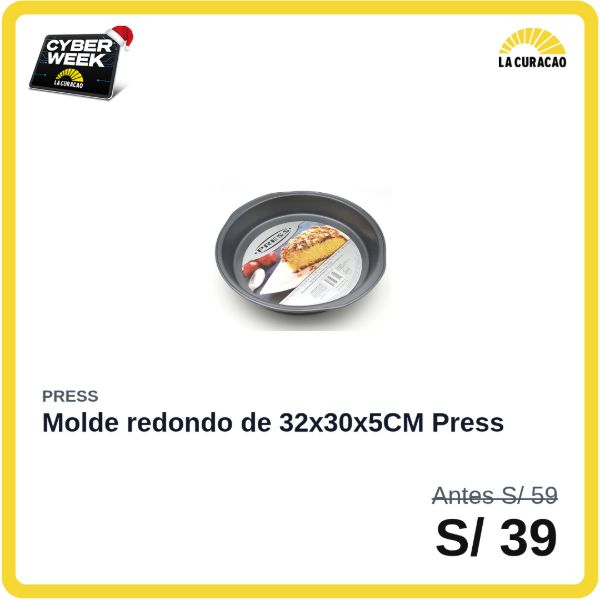 CYBER
WEEK
LA CURACAO
LA CURACAO
PRESS
PRESS
Molde redondo de 32x30x5CM Press
Antes S/ 59
S/ 39